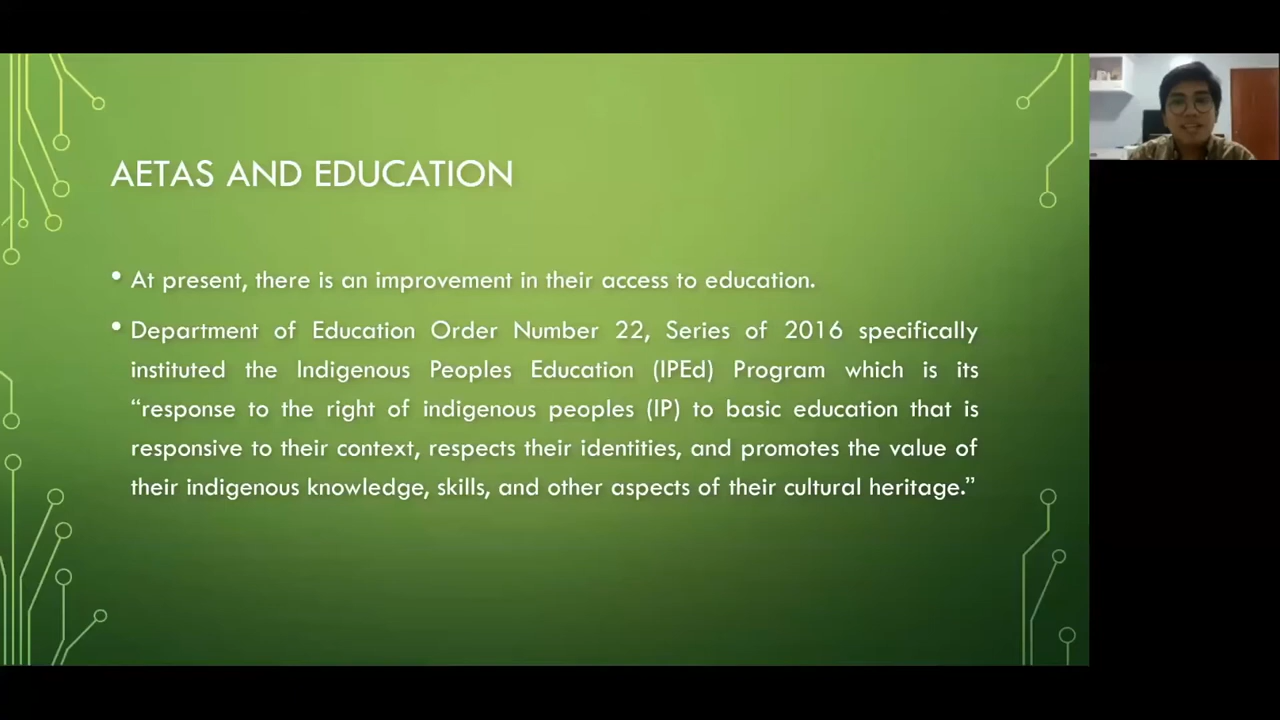 AETAS AND EDUCATION
• At present, there is an improvement in their access to education.
• Department of Education Order Number 22, Series of 2016 specifically
instituted the Indigenous Peoples Education (IPEd) Program which is its
“response to the right of indigenous peoples (IP) to basic education that is
responsive to their context, respects their identities, and promotes the value of
their indigenous knowledge, skills, and other aspects of their cultural heritage.”